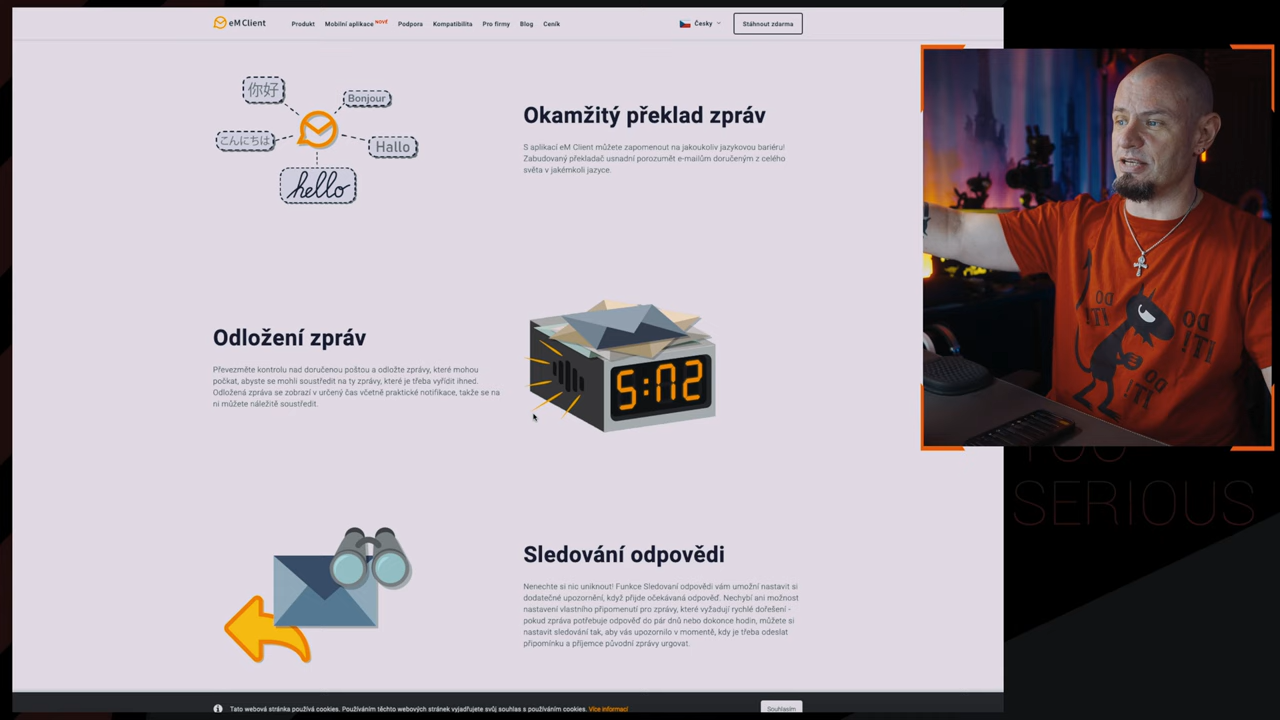 eM Client
Produkt
Mobilní aplikace NOVÉ
Podpora
Kompatibilita
Pro firmy
Blog
Ceník
Česky
Stáhnout zdarma
你好
Bonjour
こんにちは
Hallo
hello
Okamžitý překlad zpráv
S aplikací eM Client můžete zapomenout na jakoukoliv jazykovou bariéru!
Zabudovaný překladač usnadní porozumět e-mailům doručeným z celého
světa v jakémkoli jazyce.
Odložení zpráv
Převezměte kontrolu nad doručenou poštou a odložte zprávy, které mohou
počkat, abyste se mohli soustředit na ty zprávy, které je třeba vyřídit ihned.
Odložená zpráva se zobrazí v určený čas včetně praktické notifikace, takže se na
ni můžete náležitě soustředit.
DO
IT!
DO
IT!
IT!
Sledování odpovědi
Nenechte si nic uniknout! Funkce Sledovaní odpovědi vám umožní nastavit si
dodatečné upozornění, když přijde očekávaná odpověď. Nechybí ani možnost
nastavení vlastního připomenutí pro zprávy, které vyžadují rychlé dořešení -
pokud zpráva potřebuje odpověď do pár dnů nebo dokonce hodin, můžete si
nastavit sledování tak, aby vás upozornilo v momentě, kdy je třeba odeslat
připomínku a příjemce původní zprávy urgovat.
YOU
SERIOUS
Tato webová stránka používá cookies. Používáním těchto webových stránek vyjadřujete svůj souhlas s používáním cookies. Více informací
Souhlasím